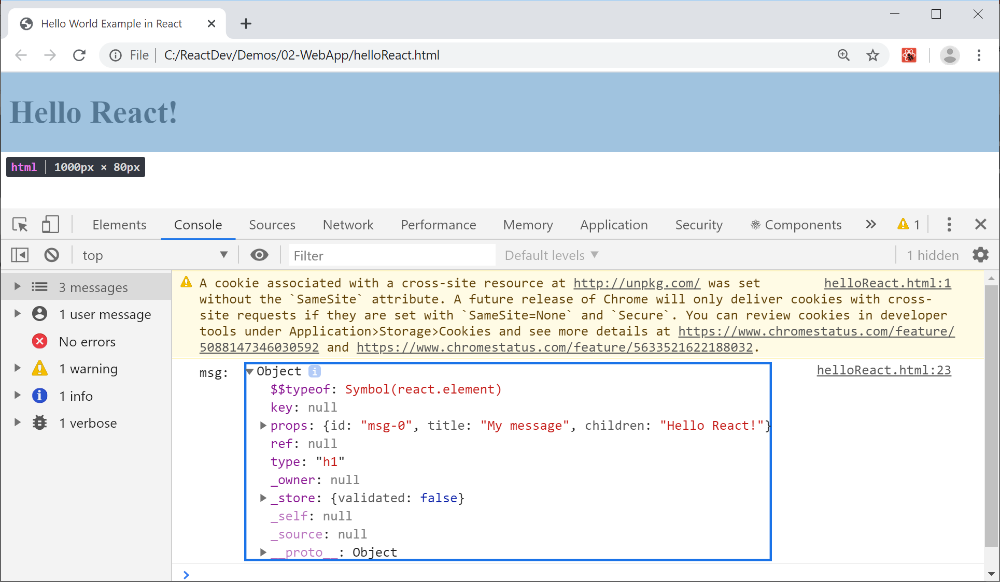 Hello World Example in React
File | C:/ReactDev/Demos/02-WebApp/helloReact.html
Hello React!
html | 1000px × 80px
Elements Console Sources Network Performance Memory Application Security Components » 1
top Filter Default levels 1 hidden
3 messages
1 user message
No errors
1 warning
1 info
1 verbose
A cookie associated with a cross-site resource at http://unpkg.com/ was set helloReact.html:1
without the `SameSite` attribute. A future release of Chrome will only deliver cookies with cross-
site requests if they are set with `SameSite=None` and `Secure`. You can review cookies in developer
tools under Application>Storage>Cookies and see more details at https://www.chromestatus.com/feature/
5088147346030592 and https://www.chromestatus.com/feature/5633521622188032.
msg: Object i helloReact.html:23
$$typeof: Symbol(react.element)
key: null
props: {id: "msg-0", title: "My message", children: "Hello React!"}
ref: null
type: "h1"
_owner: null
_store: {validated: false}
_self: null
_source: null
__proto__: Object